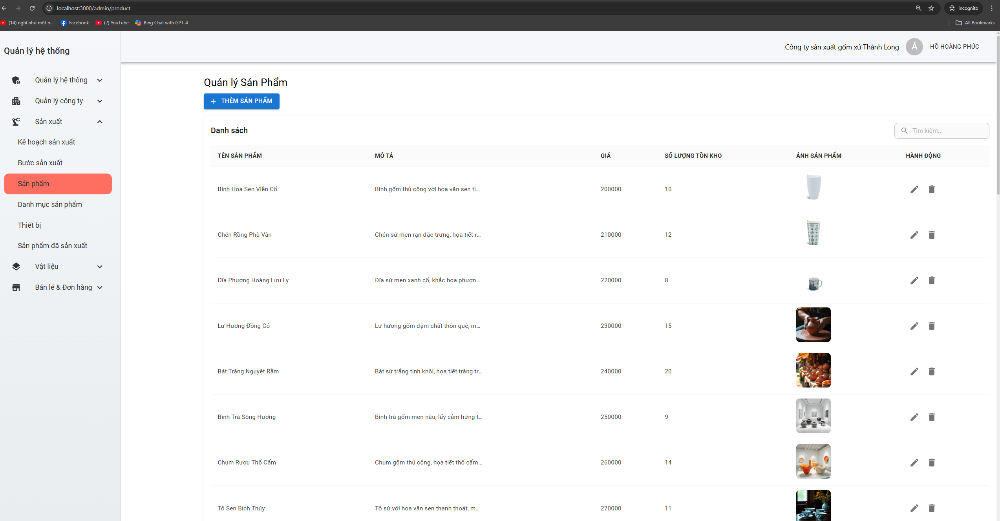 localhost:3000/admin/product
Incognito
(14) nghĩ như một n...
Facebook
(2) YouTube
Bing Chat with GPT-4
All Bookmarks
Quản lý hệ thống
Công ty sản xuất gốm xứ Thành Long
Á
HỒ HOÀNG PHÚC
Quản lý hệ thống
Quản lý công ty
Sản xuất
Kế hoạch sản xuất
Bước sản xuất
Sản phẩm
Danh mục sản phẩm
Thiết bị
Sản phẩm đã sản xuất
Vật liệu
Bán lẻ & Đơn hàng
Quản lý Sản Phẩm
THÊM SẢN PHẨM
Danh sách
Tìm kiếm...
TÊN SẢN PHẨM MÔ TẢ GIÁ SỐ LƯỢNG TỒN KHO ẢNH SẢN PHẨM HÀNH ĐỘNG
Bình Hoa Sen Viễn Cổ Bình gốm thủ công với hoa văn sen ti... 200000 10
Chén Rồng Phù Vân Chén sứ men rạn đặc trưng, họa tiết r... 210000 12
Đĩa Phượng Hoàng Lưu Ly Đĩa sứ men xanh cổ, khắc họa phượn... 220000 8
Lư Hương Đồng Cỏ Lư hương gốm đậm chất thôn quê, m... 230000 15
Bát Tràng Nguyệt Rằm Bát sứ trắng tinh khôi, họa tiết trăng tr... 240000 20
Bình Trà Sông Hương Bình trà gốm men nâu, lấy cảm hứng t... 250000 9
Chum Rượu Thổ Cẩm Chum gốm thủ công, họa tiết thổ cẩm... 260000 14
Tô Sen Bích Thủy Tô sứ với hoa văn sen thanh thoát, m... 270000 11